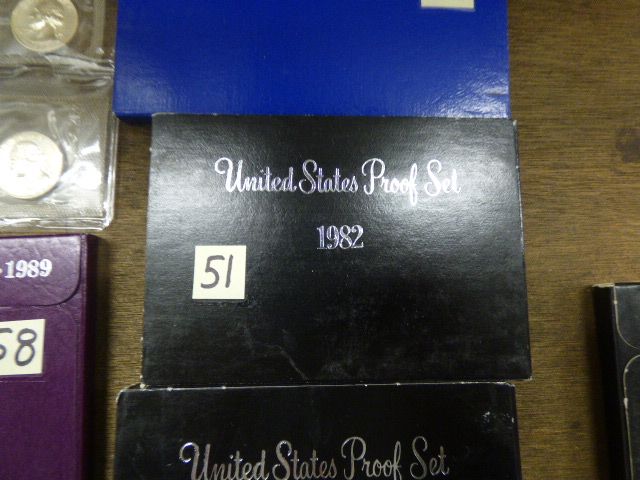 United States Proof Set
1982
51
1989
58
United States Proof Set